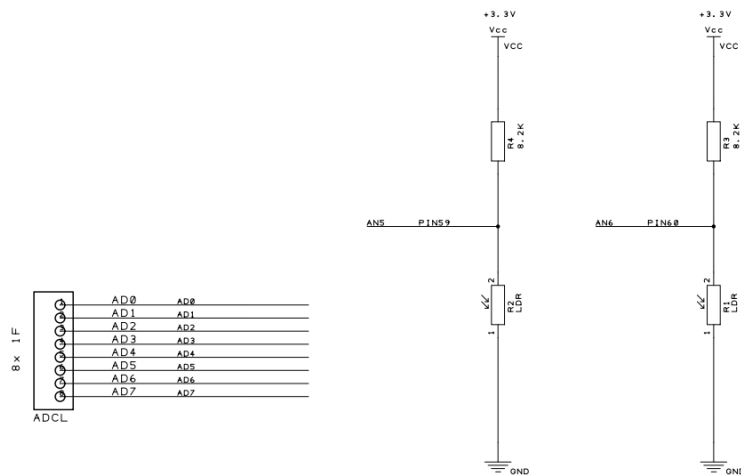 +3.3V
Vcc
VCC
R4
8.2K
AN5 PIN59
2
R2
LDR
1
GND
+3.3V
Vcc
VCC
R3
8.2K
AN6 PIN60
2
R1
LDR
1
GND
8x 1F
1 AD0 AD0
2 AD1 AD1
3 AD2 AD2
4 AD3 AD3
5 AD4 AD4
6 AD5 AD5
7 AD6 AD6
8 AD7 AD7
ADCL